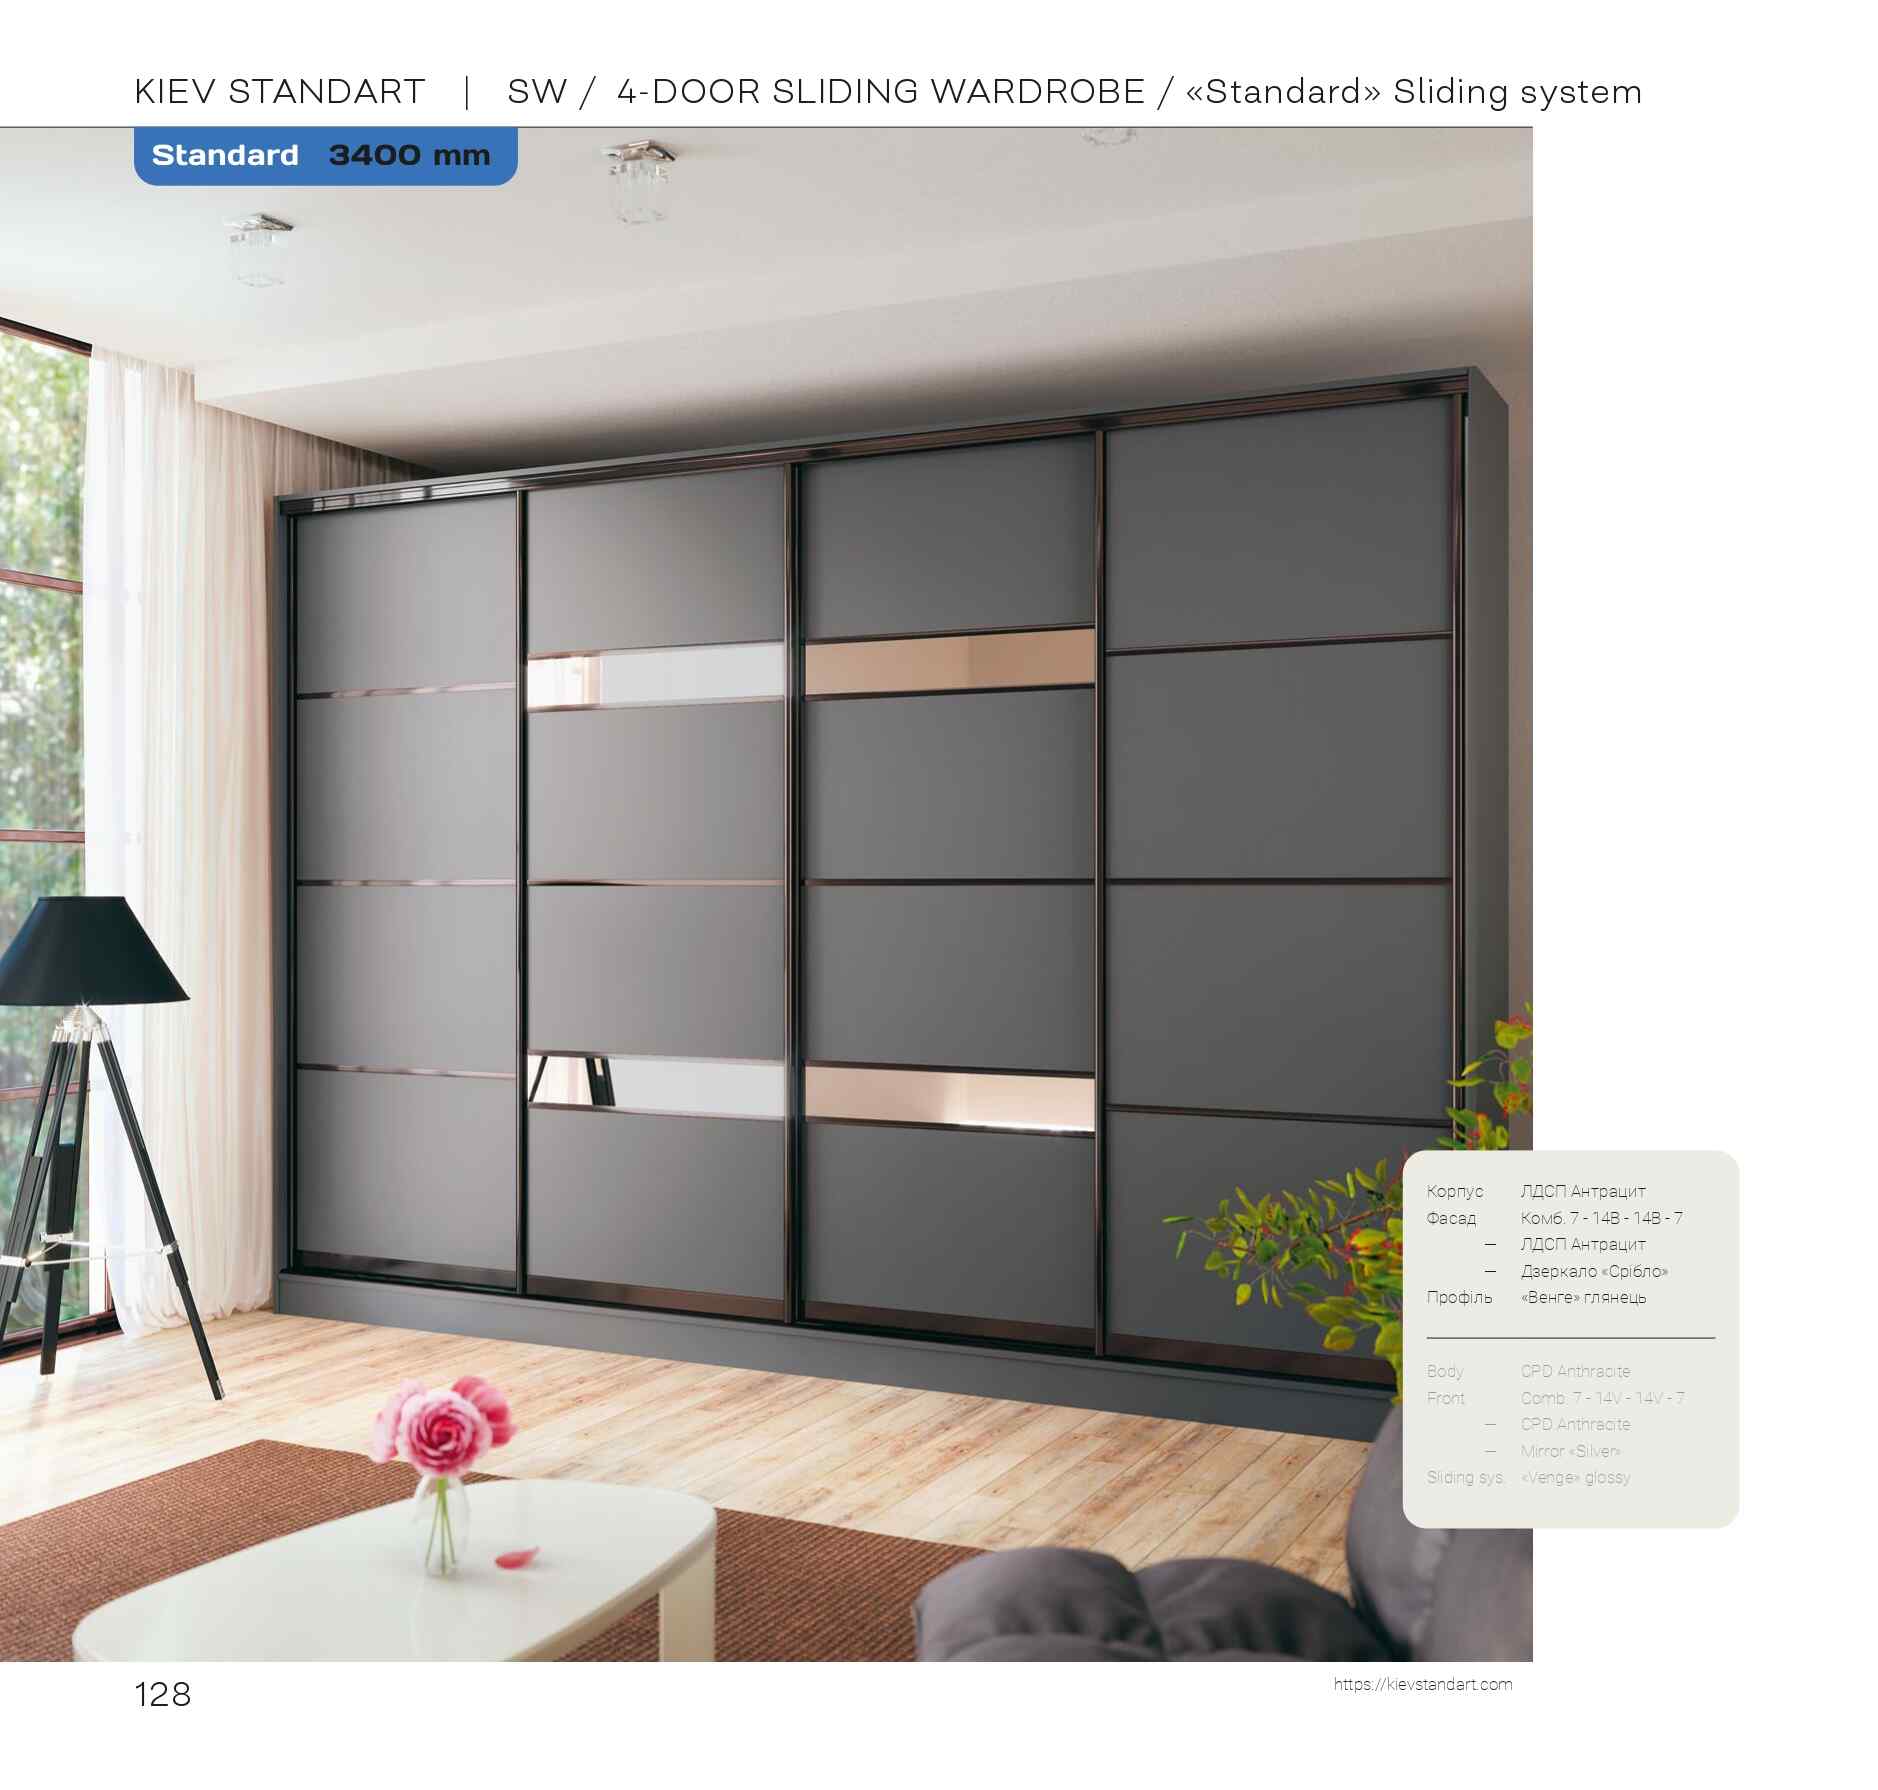 KIEV STANDART | SW / 4-DOOR SLIDING WARDROBE / «Standard» Sliding system
Standard 3400 mm
Корпус ЛДСП Антрацит
Фасад Комб. 7 - 14В - 14В - 7
— ЛДСП Антрацит
— Дзеркало «Срібло»
Профіль «Венге» глянець
Body CPD Anthracite
Front Comb. 7 - 14V - 14V - 7
— CPD Anthracite
— Mirror «Silver»
Sliding sys. «Venge» glossy
128
https://kievstandart.com